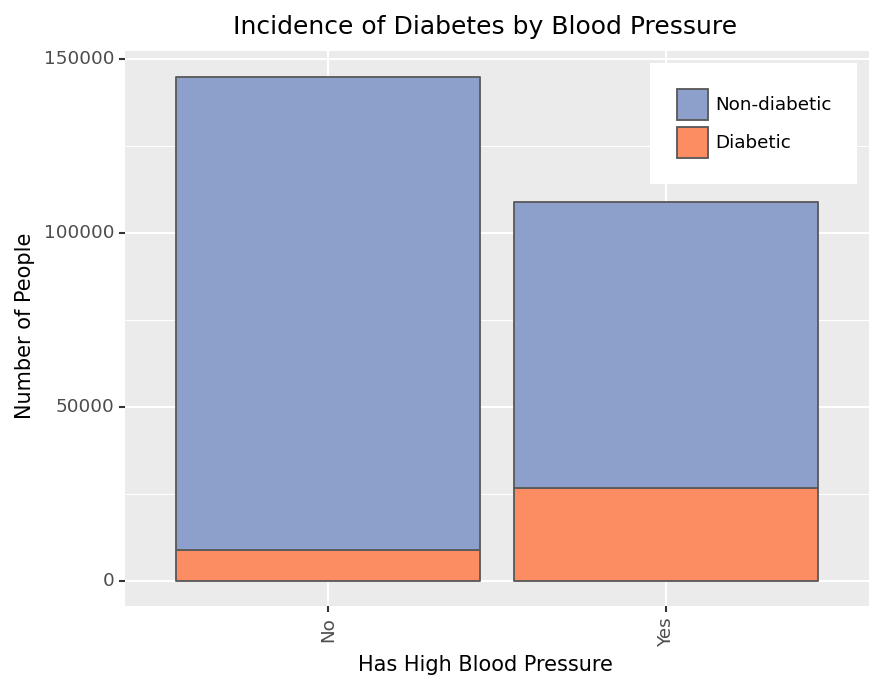 Incidence of Diabetes by Blood Pressure
150000
100000
50000
0
Number of People
Non-diabetic
Diabetic
No
Yes
Has High Blood Pressure